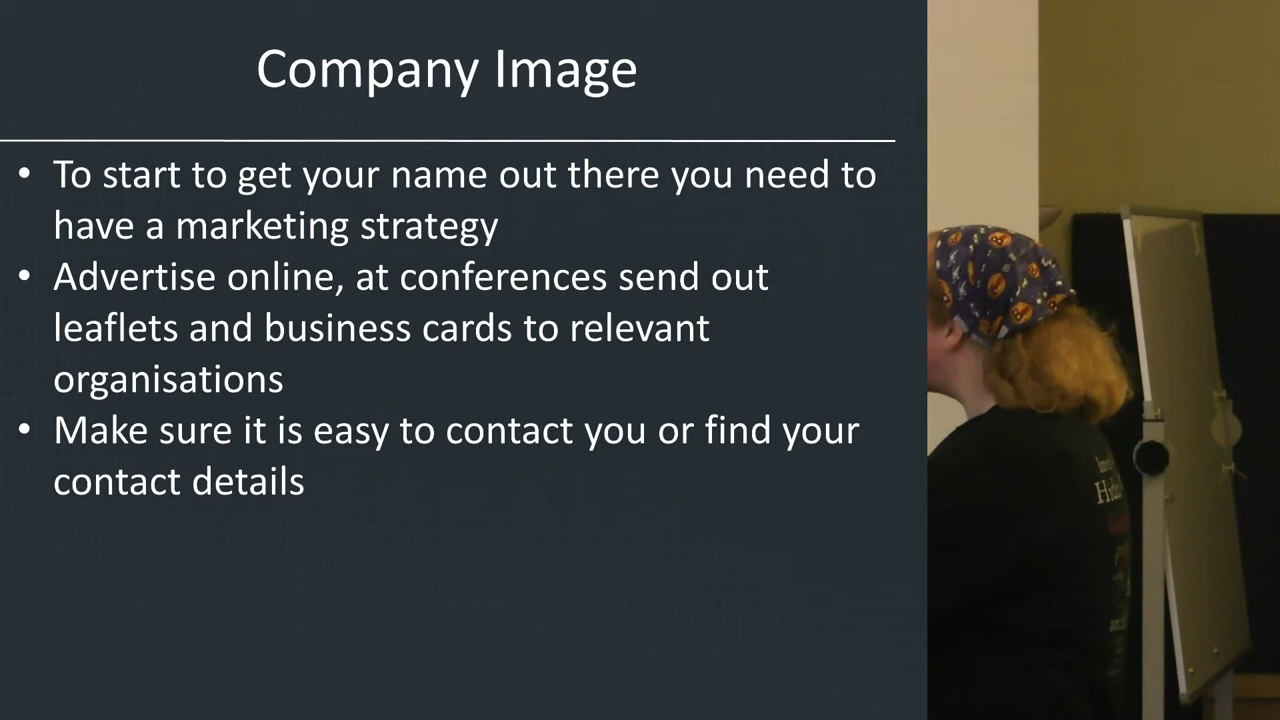 Company Image
• To start to get your name out there you need to
have a marketing strategy
• Advertise online, at conferences send out
leaflets and business cards to relevant
organisations
• Make sure it is easy to contact you or find your
contact details